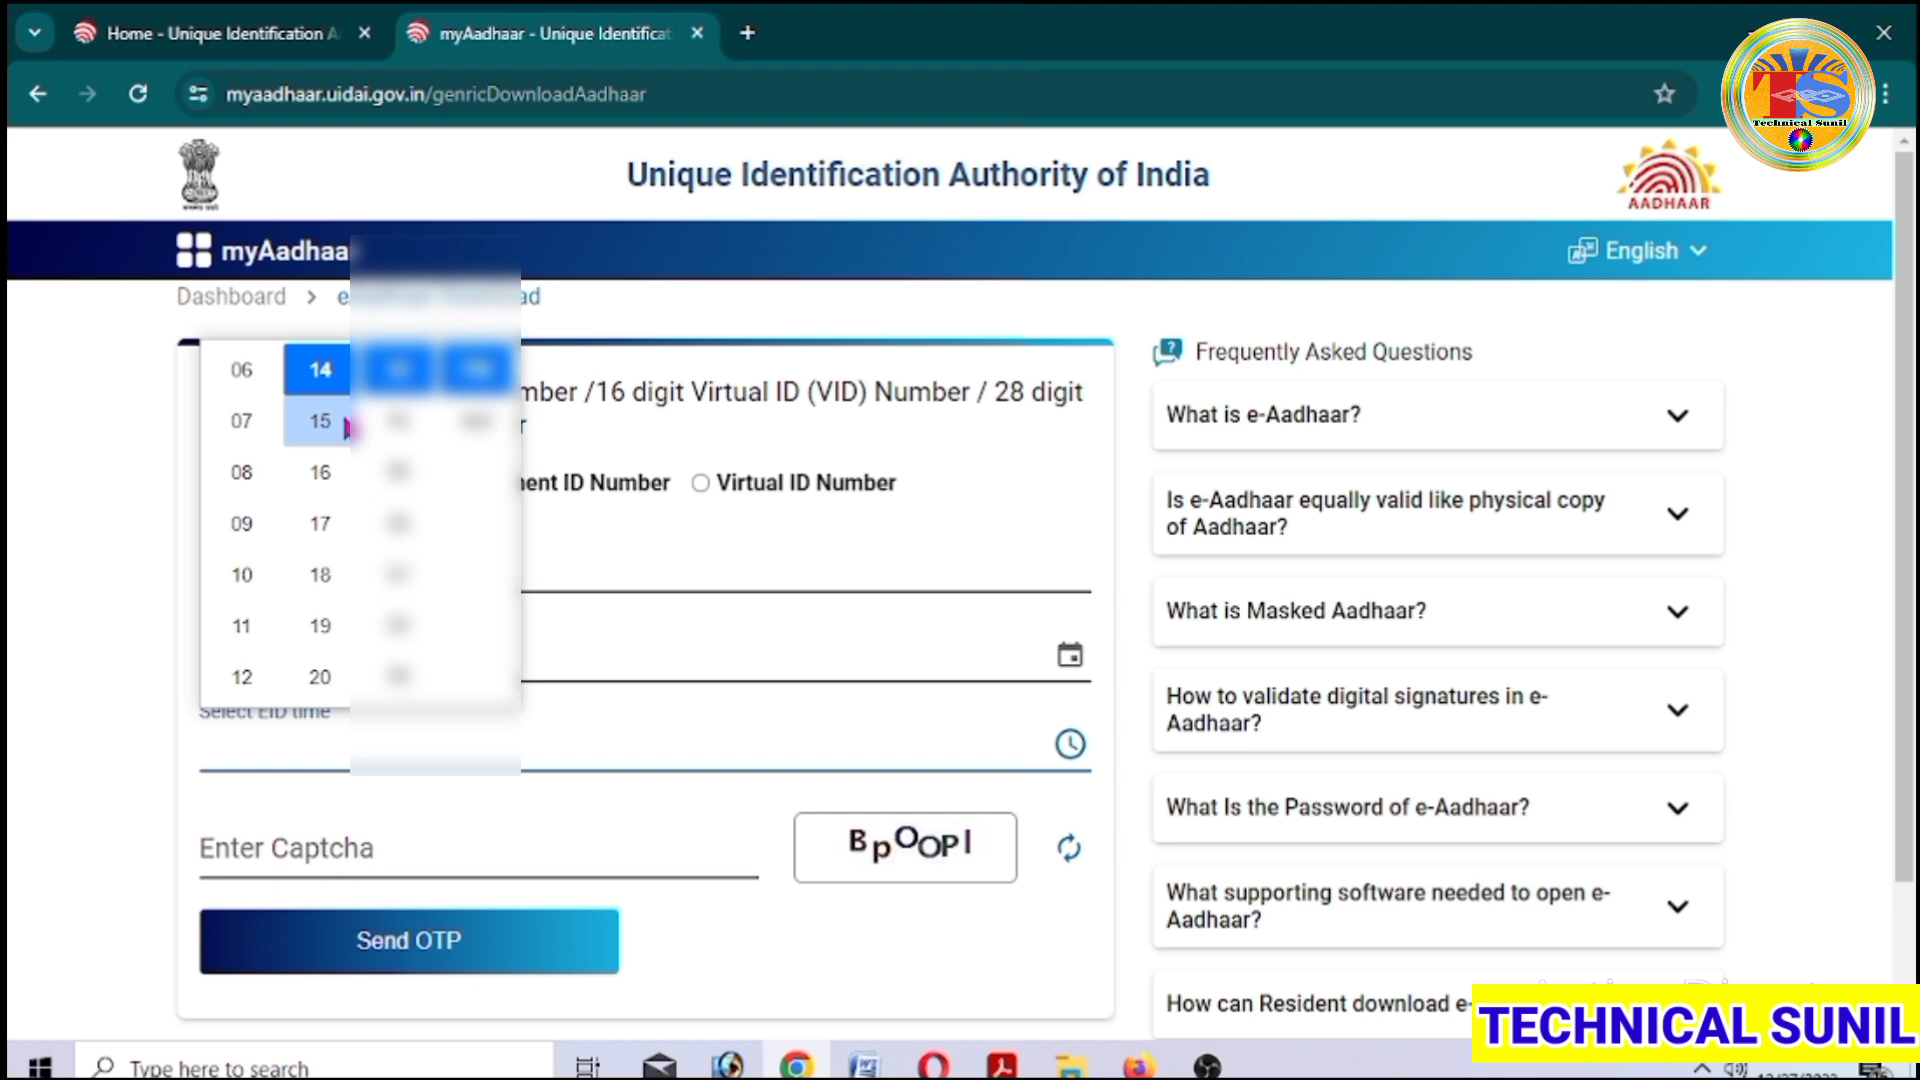 Home - Unique Identification A
myAadhaar - Unique Identificat
myaadhaar.uidai.gov.in/genricDownloadAadhaar
TS
Technical Sunil
Unique Identification Authority of India
AADHAAR
myAadhaa
English
Dashboard > e ad
06 14
07 15
08 16
09 17
10 18
11 19
12 20
mber /16 digit Virtual ID (VID) Number / 28 digit
r
ent ID Number Virtual ID Number
Select EID time
Enter Captcha
BpOOPI
Send OTP
Frequently Asked Questions
What is e-Aadhaar?
Is e-Aadhaar equally valid like physical copy
of Aadhaar?
What is Masked Aadhaar?
How to validate digital signatures in e-
Aadhaar?
What Is the Password of e-Aadhaar?
What supporting software needed to open e-
Aadhaar?
How can Resident download e-
TECHNICAL SUNIL
Type here to search